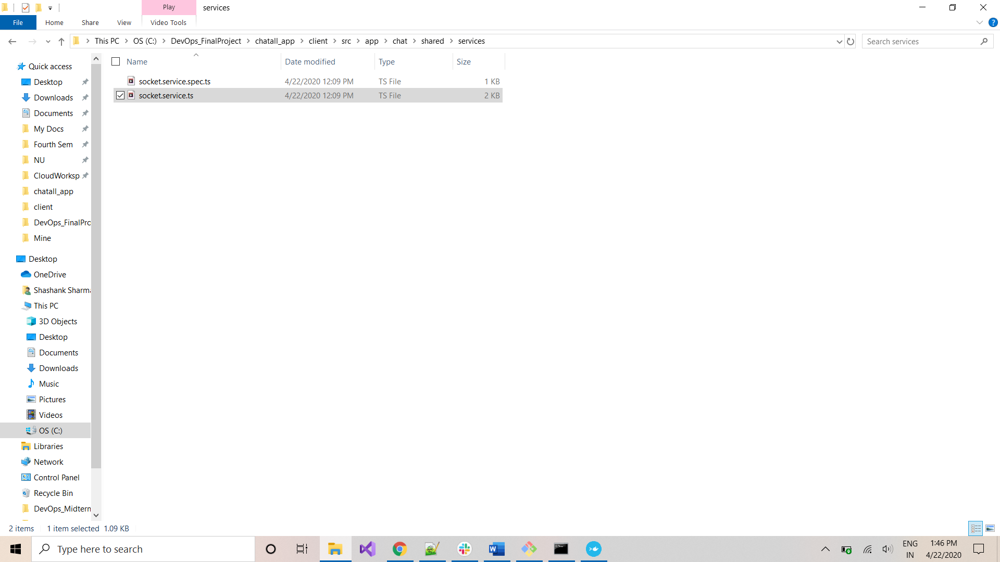 Play
services
File
Home
Share
View
Video Tools
This PC
OS (C:)
DevOps_FinalProject
chatall_app
client
src
app
chat
shared
services
Search services
Quick access
Desktop
Downloads
Documents
My Docs
Fourth Sem
NU
CloudWorksp
chatall_app
client
DevOps_FinalPro
Mine
Desktop
OneDrive
Shashank Sharma
This PC
3D Objects
Desktop
Documents
Downloads
Music
Pictures
Videos
OS (C:)
Libraries
Network
Control Panel
Recycle Bin
DevOps_Midterm
Name
Date modified
Type
Size
socket.service.spec.ts
4/22/2020 12:09 PM
TS File
1 KB
socket.service.ts
4/22/2020 12:09 PM
TS File
2 KB
2 items
1 item selected 1.09 KB
Type here to search
ENG
IN
1:46 PM
4/22/2020